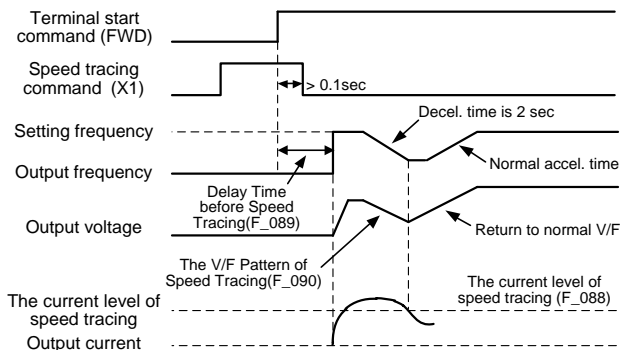 Terminal start
command (FWD)
Speed tracing
command (X1)
> 0.1sec
Decel. time is 2 sec
Setting frequency
Normal accel. time
Output frequency
Delay Time
before Speed
Tracing(F_089)
Output voltage
Return to normal V/F
The V/F Pattern of
Speed Tracing(F_090)
The current level of
speed tracing (F_088)
The current level of
speed tracing
Output current